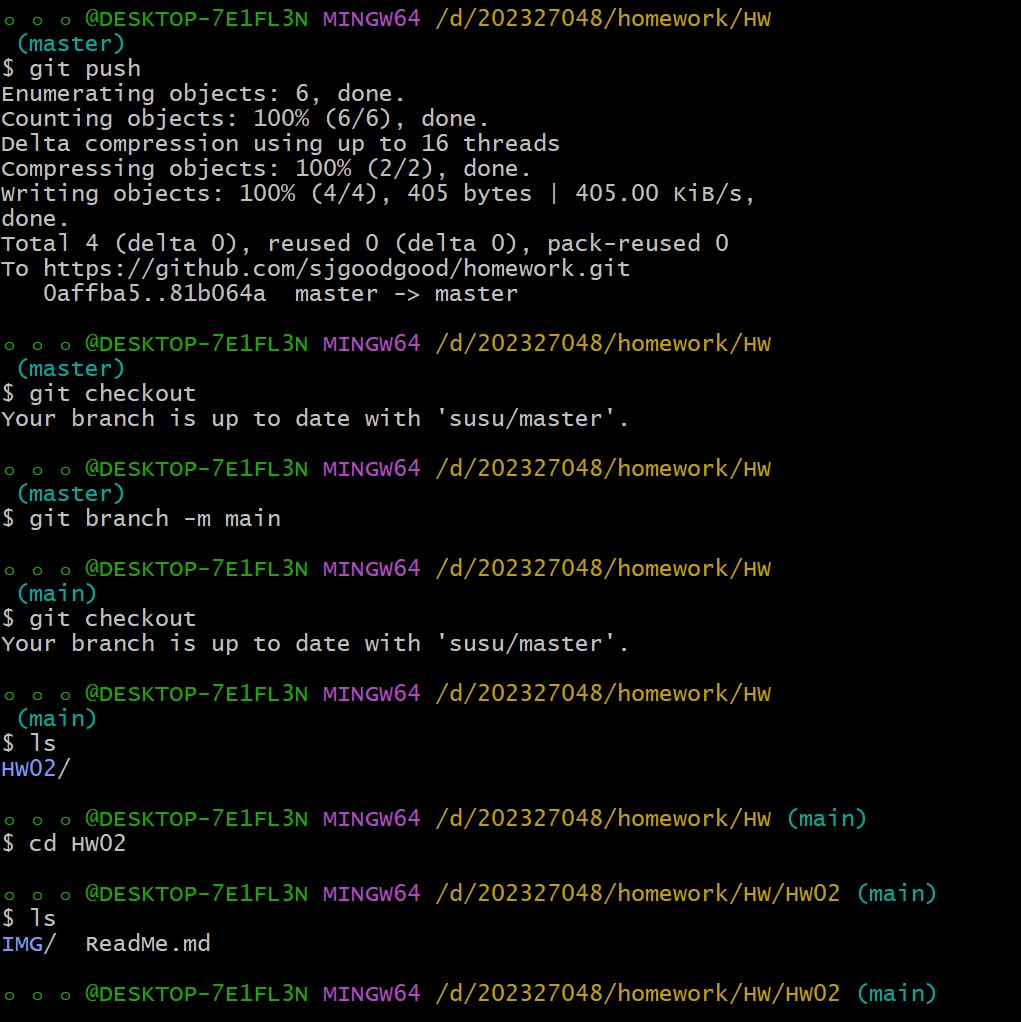 ㅇ ㅇ ㅇ @DESKTOP-7E1FL3N MINGW64 /d/202327048/homework/HW
(master)
$ git push
Enumerating objects: 6, done.
Counting objects: 100% (6/6), done.
Delta compression using up to 16 threads
Compressing objects: 100% (2/2), done.
Writing objects: 100% (4/4), 405 bytes | 405.00 KiB/s,
done.
Total 4 (delta 0), reused 0 (delta 0), pack-reused 0
To https://github.com/sjgoodgood/homework.git
   0affba5..81b064a  master -> master
ㅇ ㅇ ㅇ @DESKTOP-7E1FL3N MINGW64 /d/202327048/homework/HW
(master)
$ git checkout
Your branch is up to date with 'susu/master'.
ㅇ ㅇ ㅇ @DESKTOP-7E1FL3N MINGW64 /d/202327048/homework/HW
(master)
$ git branch -m main
ㅇ ㅇ ㅇ @DESKTOP-7E1FL3N MINGW64 /d/202327048/homework/HW
(main)
$ git checkout
Your branch is up to date with 'susu/master'.
ㅇ ㅇ ㅇ @DESKTOP-7E1FL3N MINGW64 /d/202327048/homework/HW
(main)
$ ls
HW02/
ㅇ ㅇ ㅇ @DESKTOP-7E1FL3N MINGW64 /d/202327048/homework/HW (main)
$ cd HW02
ㅇ ㅇ ㅇ @DESKTOP-7E1FL3N MINGW64 /d/202327048/homework/HW/HW02 (main)
$ ls
IMG/  ReadMe.md
ㅇ ㅇ ㅇ @DESKTOP-7E1FL3N MINGW64 /d/202327048/homework/HW/HW02 (main)